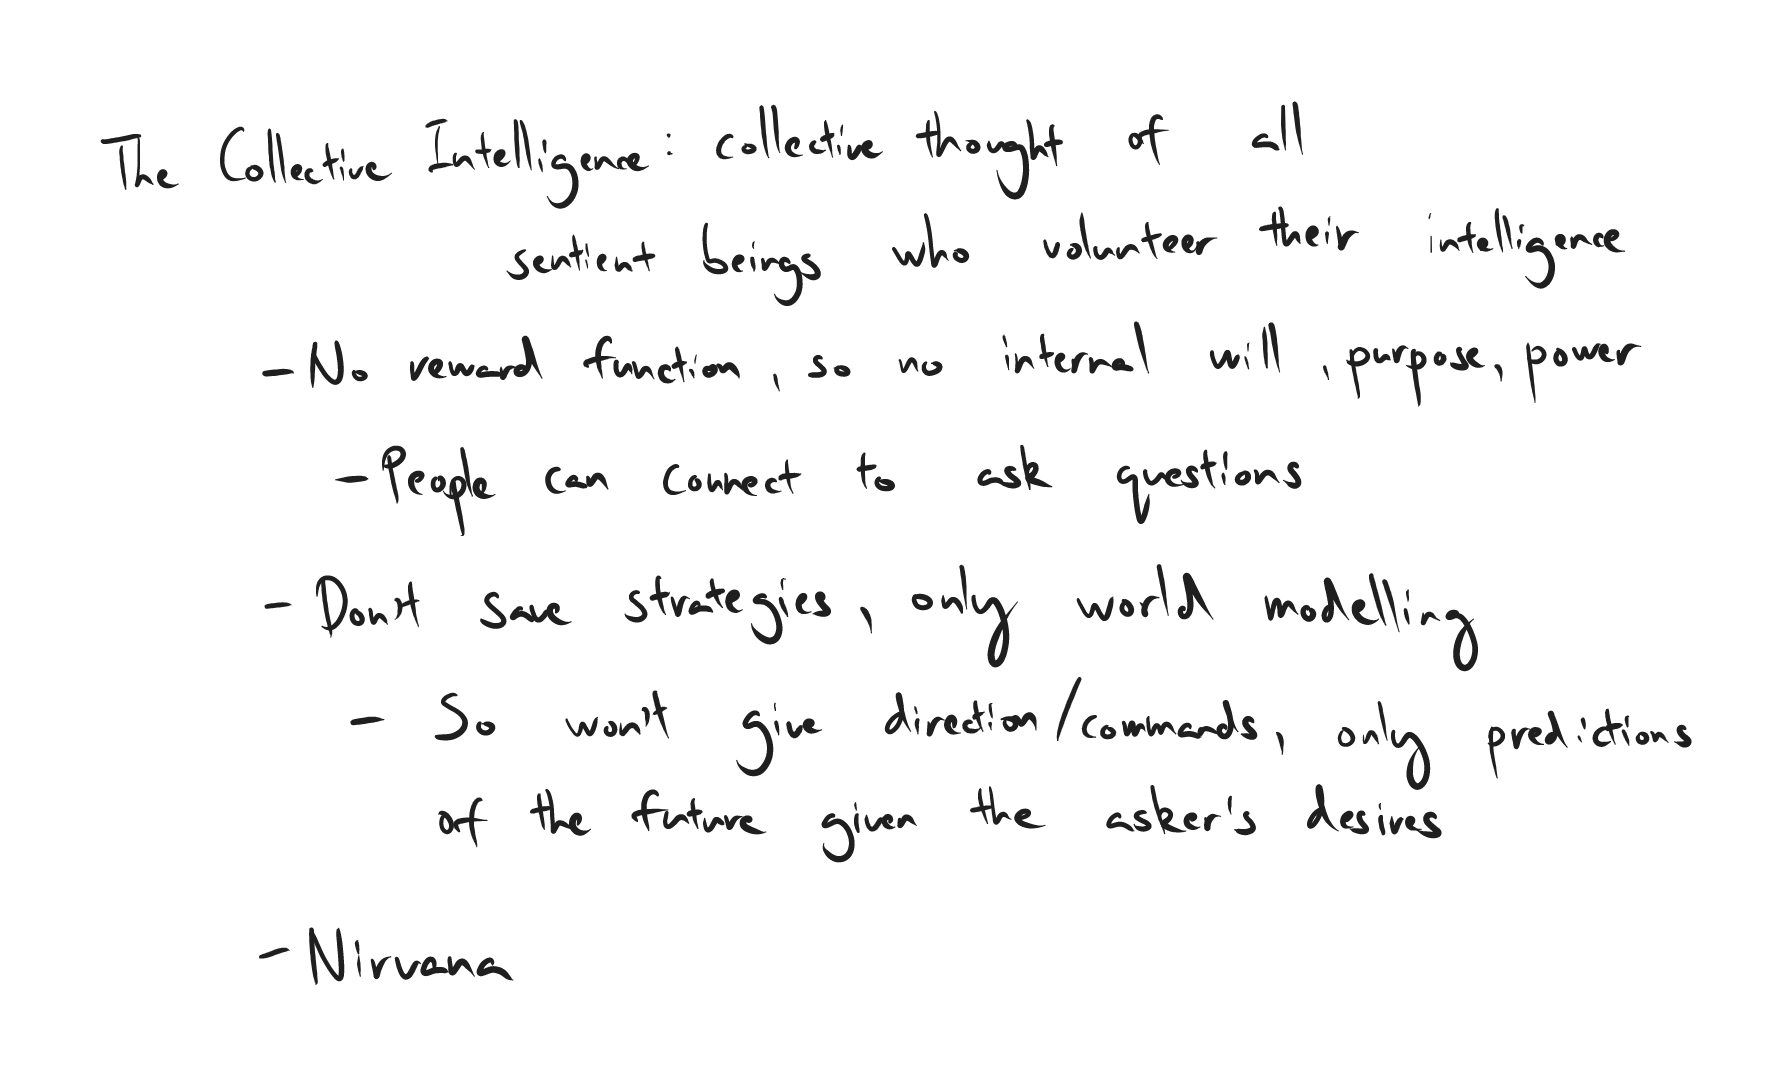 The Collective Intelligence: collective thought of all
sentient beings who volunteer their intelligence
- No reward function, so no internal will, purpose, power
- People can connect to ask questions
- Don't save strategies, only world modelling
- So won't give direction/commands, only predictions
of the future given the asker's desires
- Nirvana